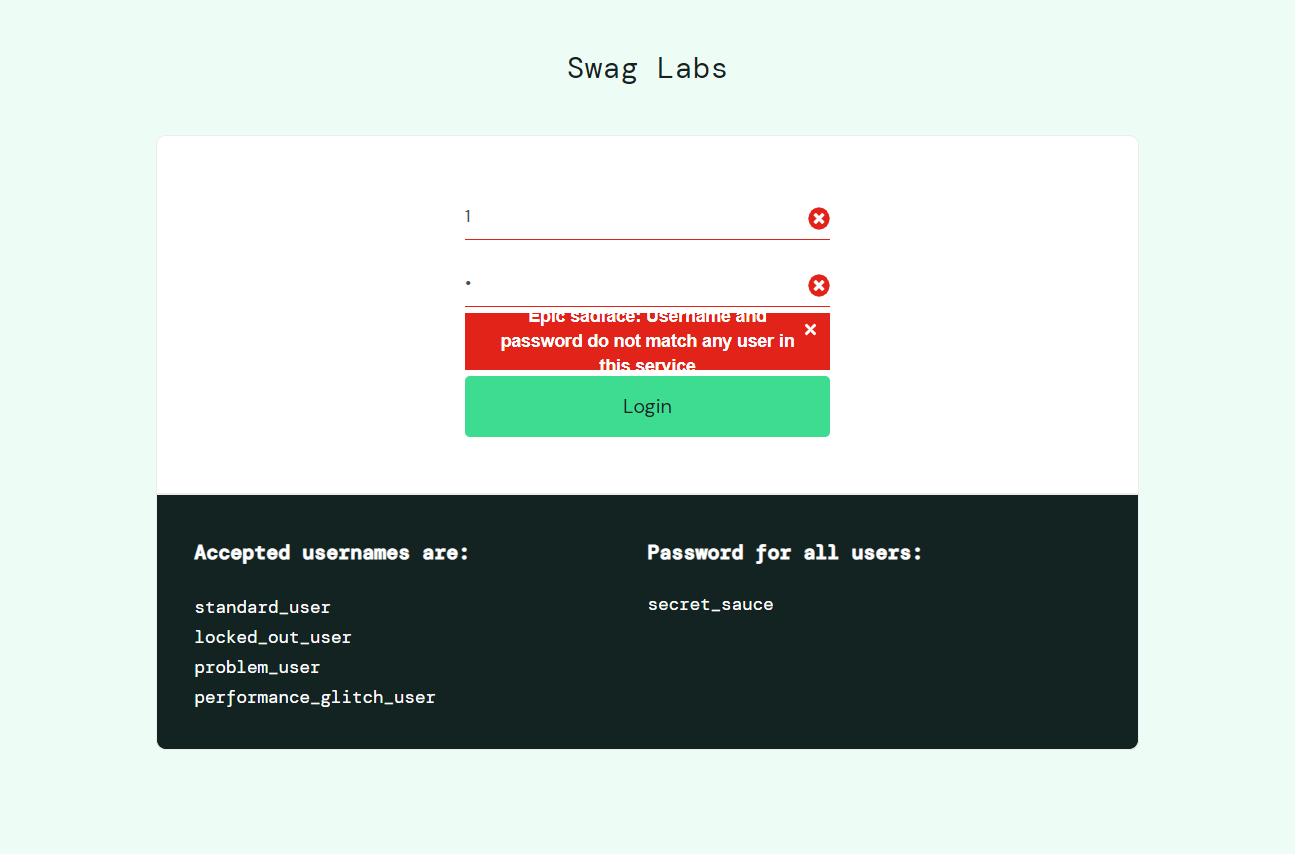 Swag Labs
1
•
Epic sadface: Username and
password do not match any user in
this service
Login
Accepted usernames are:
standard_user
locked_out_user
problem_user
performance_glitch_user
Password for all users:
secret_sauce